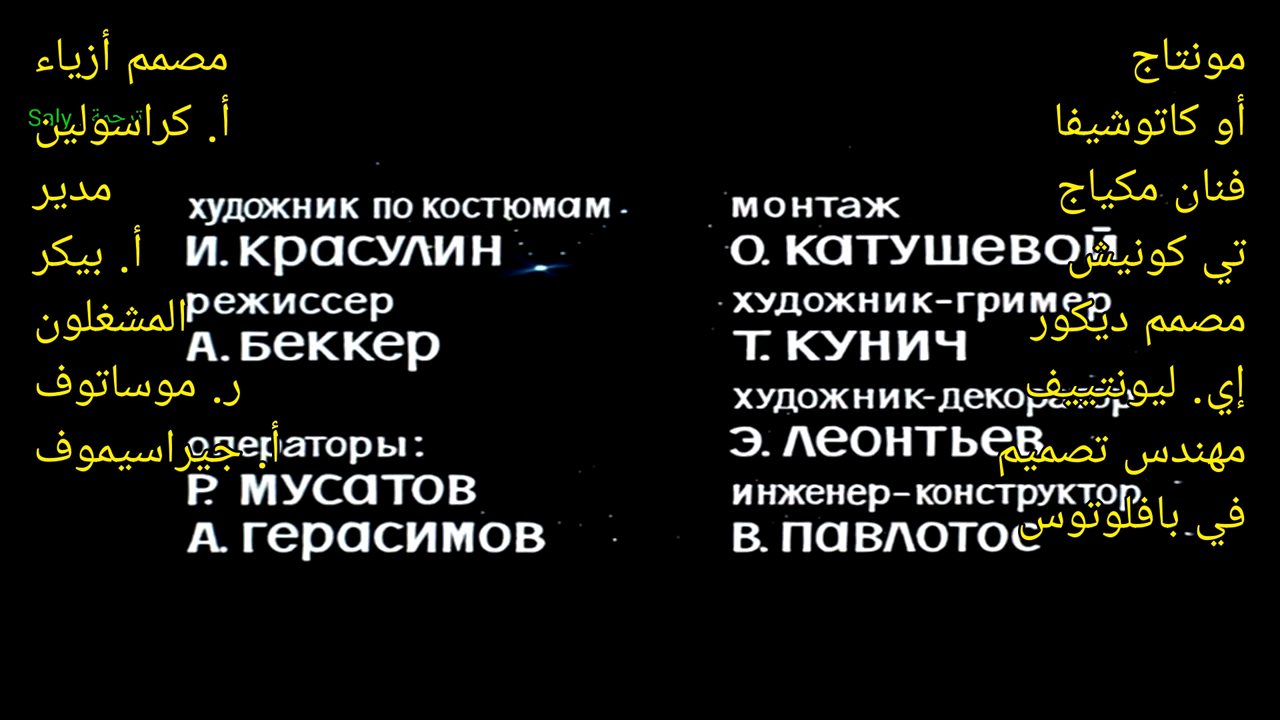 مصمم أزياء
ترجمة Saly
أ. كراسولين
مدير
أ. بيكر
المشغلون
ر. موساتوف
أ. جيراسيموف
художник по костюмам
И. Красулин
режиссер
А. Беккер
операторы:
Р. Мусатов
А. Герасимов
монтаж
О. Катушевой
художник-гример
Т. Кунич
художник-декоратор
Э. Леонтьев
инженер-конструктор
В. Павлотос
مونتاج
أو كاتوشيفا
فنان مكياج
تي كونيش
مصمم ديكور
إي. ليونتييف
مهندس تصميم
في بافلوتوس